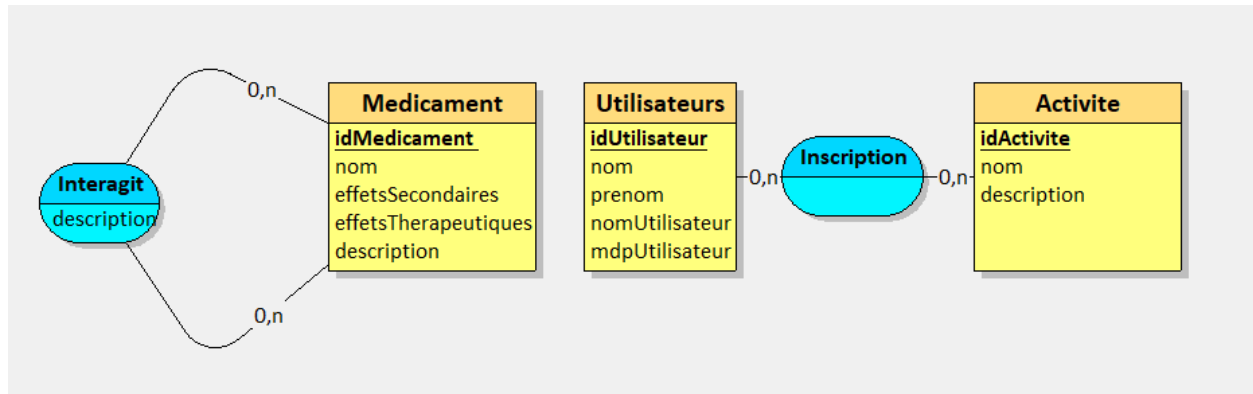 Interagit
description
0,n
0,n
Medicament
idMedicament
nom
effetsSecondaires
effetsTherapeutiques
description
Utilisateurs
idUtilisateur
nom
prenom
nomUtilisateur
mdpUtilisateur
0,n
Inscription
0,n
Activite
idActivite
nom
description